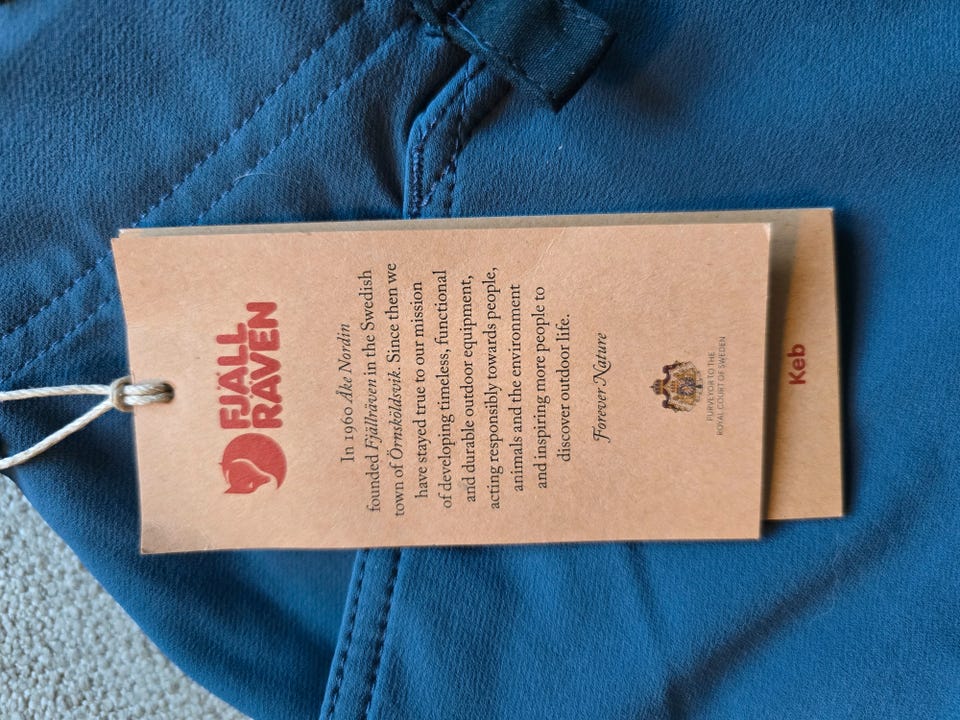 FJÄLL
RÄVEN
In 1960 Åke Nordin
founded Fjällräven in the Swedish
town of Örnsköldsvik. Since then we
have stayed true to our mission
of developing timeless, functional
and durable outdoor equipment,
acting responsibly towards people,
animals and the environment
and inspiring more people to
discover outdoor life.
Forever Nature
PURVEYOR TO THE
ROYAL COURT OF SWEDEN
Keb